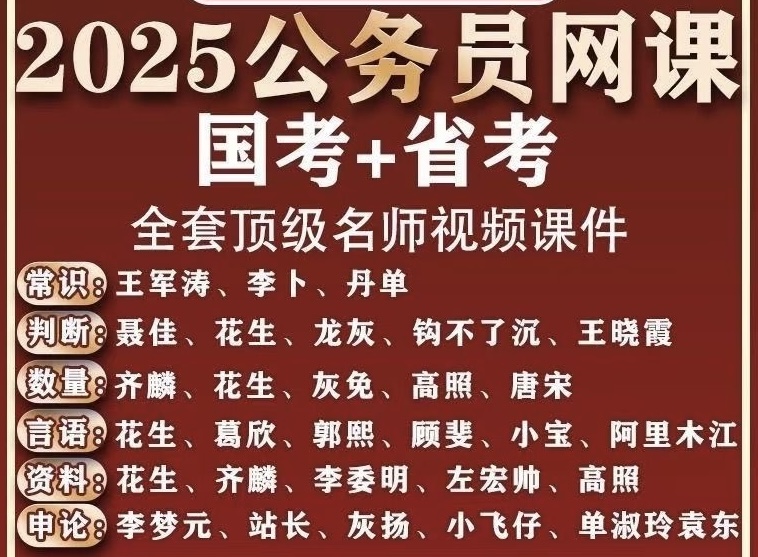 2025公务员网课
国考+省考
全套顶级名师视频课件
常识：王军涛、李卜、丹单
判断：聂佳、花生、龙灰、钩不了沉、王晓霞
数量：齐麟、花生、灰免、高照、唐宋
言语：花生、葛欣、郭熙、顾斐、小宝、阿里木江
资料：花生、齐麟、李委明、左宏帅、高照
申论：李梦元、站长、灰扬、小飞仔、单淑玲袁东